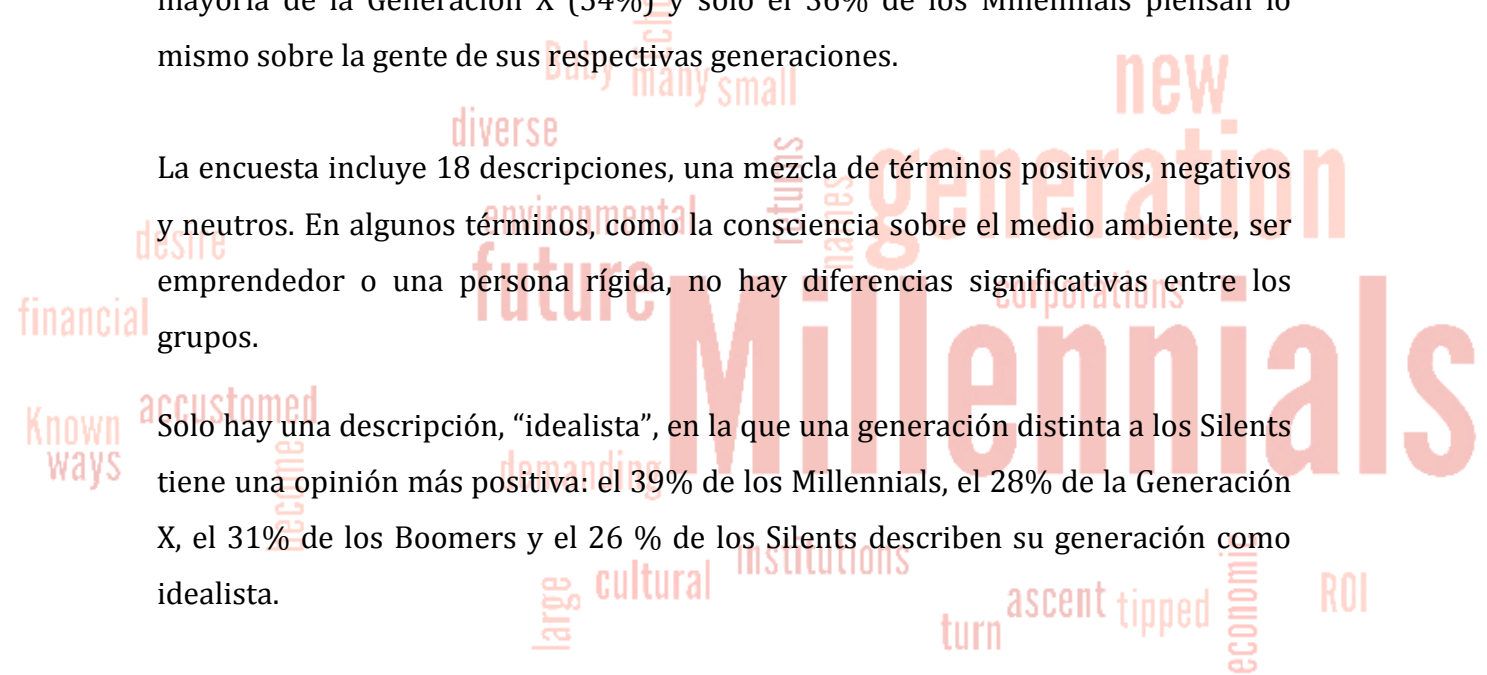 mayoría de la Generación X (54%) y solo el 36% de los Millennials piensan lo
mismo sobre la gente de sus respectivas generaciones.
Baby many small
new
diverse
generation
returns
La encuesta incluye 18 descripciones, una mezcla de términos positivos, negativos
environmental
y neutros. En algunos términos, como la consciencia sobre el medio ambiente, ser
desire
future
emprendedor o una persona rígida, no hay diferencias significativas entre los
corporations
financial
grupos.
Millennials
accustomed
Known
Solo hay una descripción, “idealista”, en la que una generación distinta a los Silents
ways
become
demanding
tiene una opinión más positiva: el 39% de los Millennials, el 28% de la Generación
X, el 31% de los Boomers y el 26 % de los Silents describen su generación como
institutions
idealista.
large
cultural
turn
ascent
tipped
economic
ROI